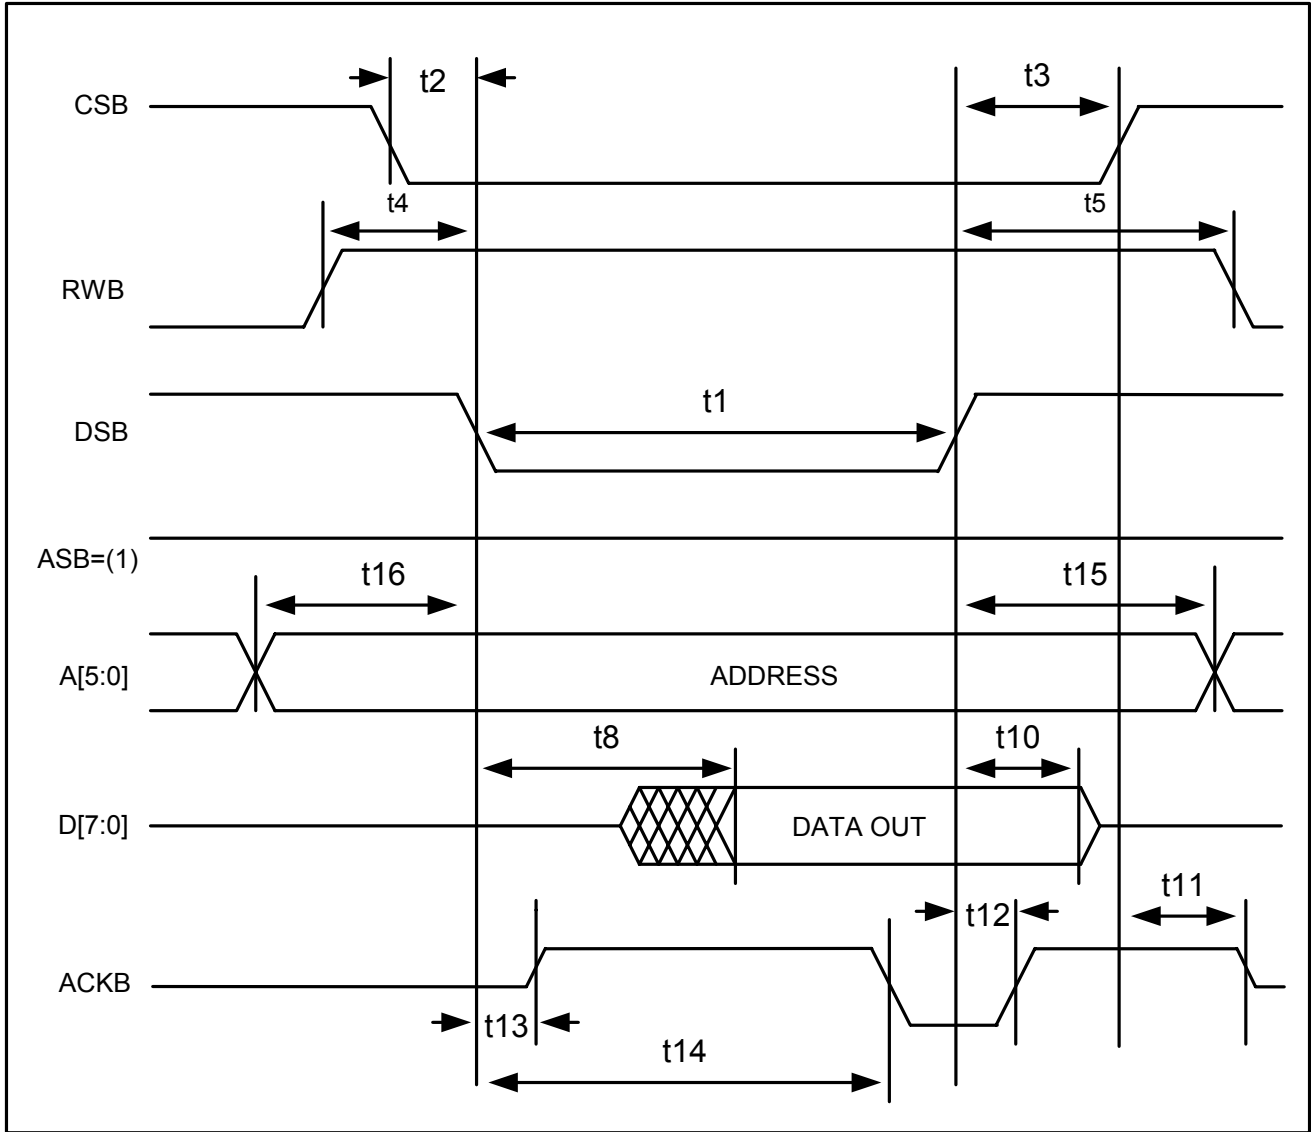 t2
t3
CSB
t4
t5
RWB
t1
DSB
ASB=(1)
t16
t15
A[5:0]
ADDRESS
t8
t10
D[7:0]
DATA OUT
t11
t12
ACKB
t13
t14